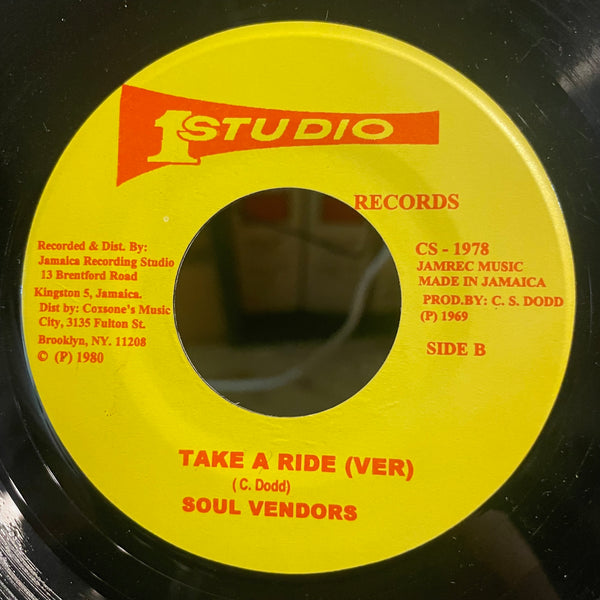 1 STUDIO
RECORDS
Recorded & Dist. By:
Jamaica Recording Studio
13 Brentford Road
Kingston 5, Jamaica.
Dist by: Coxsone's Music
City, 3135 Fulton St.
Brooklyn, NY. 11208
© (P) 1980
CS - 1978
JAMREC MUSIC
MADE IN JAMAICA
PROD.BY: C. S. DODD
(P) 1969
SIDE B
TAKE A RIDE (VER)
( C. Dodd)
SOUL VENDORS